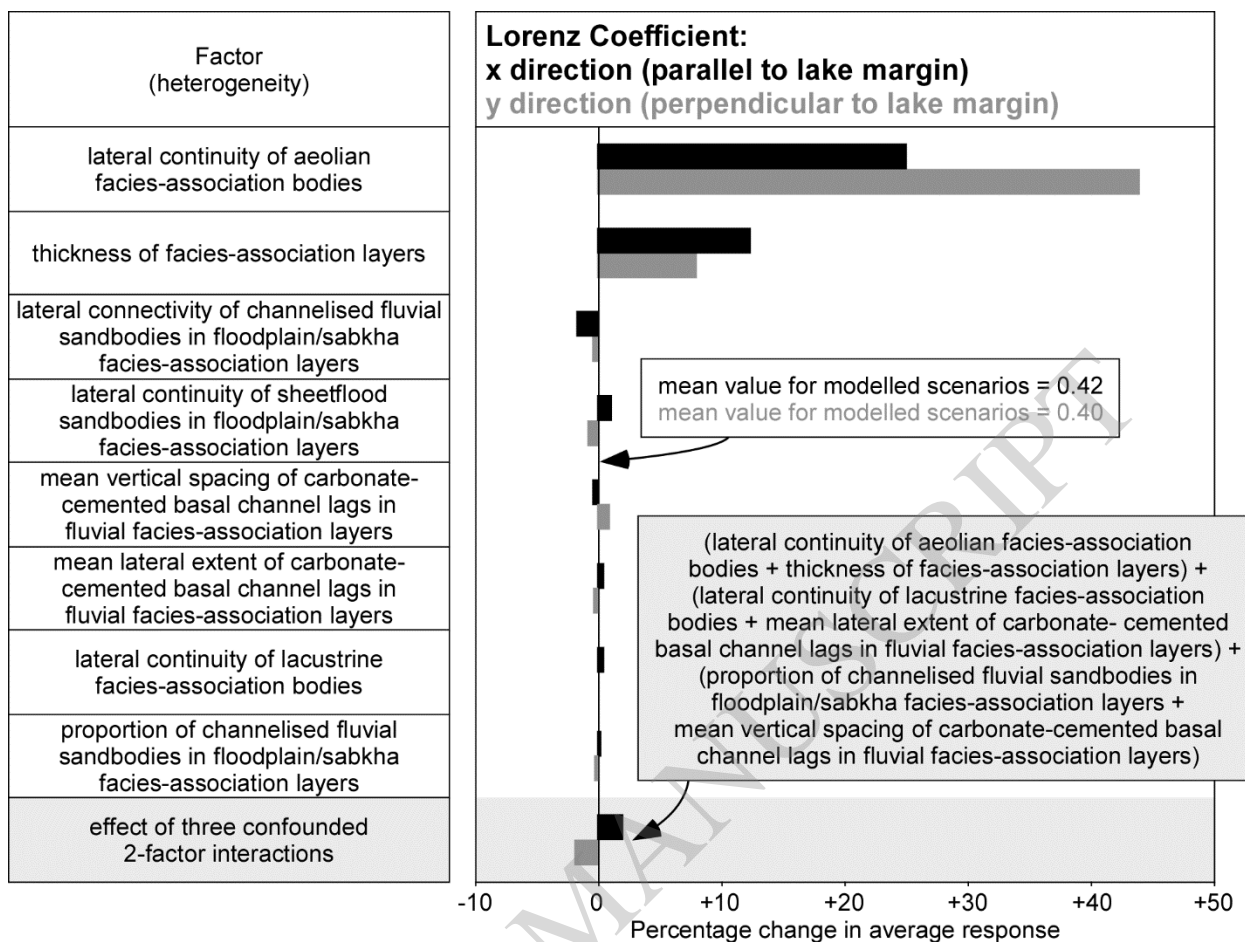 Factor
(heterogeneity)
Lorenz Coefficient:
x direction (parallel to lake margin)
y direction (perpendicular to lake margin)
lateral continuity of aeolian
facies-association bodies
thickness of facies-association layers
lateral connectivity of channelised fluvial
sandbodies in floodplain/sabkha
facies-association layers
lateral continuity of sheetflood
sandbodies in floodplain/sabkha
facies-association layers
mean vertical spacing of carbonate-
cemented basal channel lags in
fluvial facies-association layers
mean lateral extent of carbonate-
cemented basal channel lags in
fluvial facies-association layers
lateral continuity of lacustrine
facies-association bodies
proportion of channelised fluvial
sandbodies in floodplain/sabkha
facies-association layers
effect of three confounded
2-factor interactions
mean value for modelled scenarios = 0.42
mean value for modelled scenarios = 0.40
(lateral continuity of aeolian facies-association
bodies + thickness of facies-association layers) +
(lateral continuity of lacustrine facies-association
bodies + mean lateral extent of carbonate- cemented
basal channel lags in fluvial facies-association layers) +
(proportion of channelised fluvial sandbodies in
floodplain/sabkha facies-association layers +
mean vertical spacing of carbonate-cemented basal
channel lags in fluvial facies-association layers)
-10 0 +10 +20 +30 +40 +50
Percentage change in average response
MANUSCRIPT